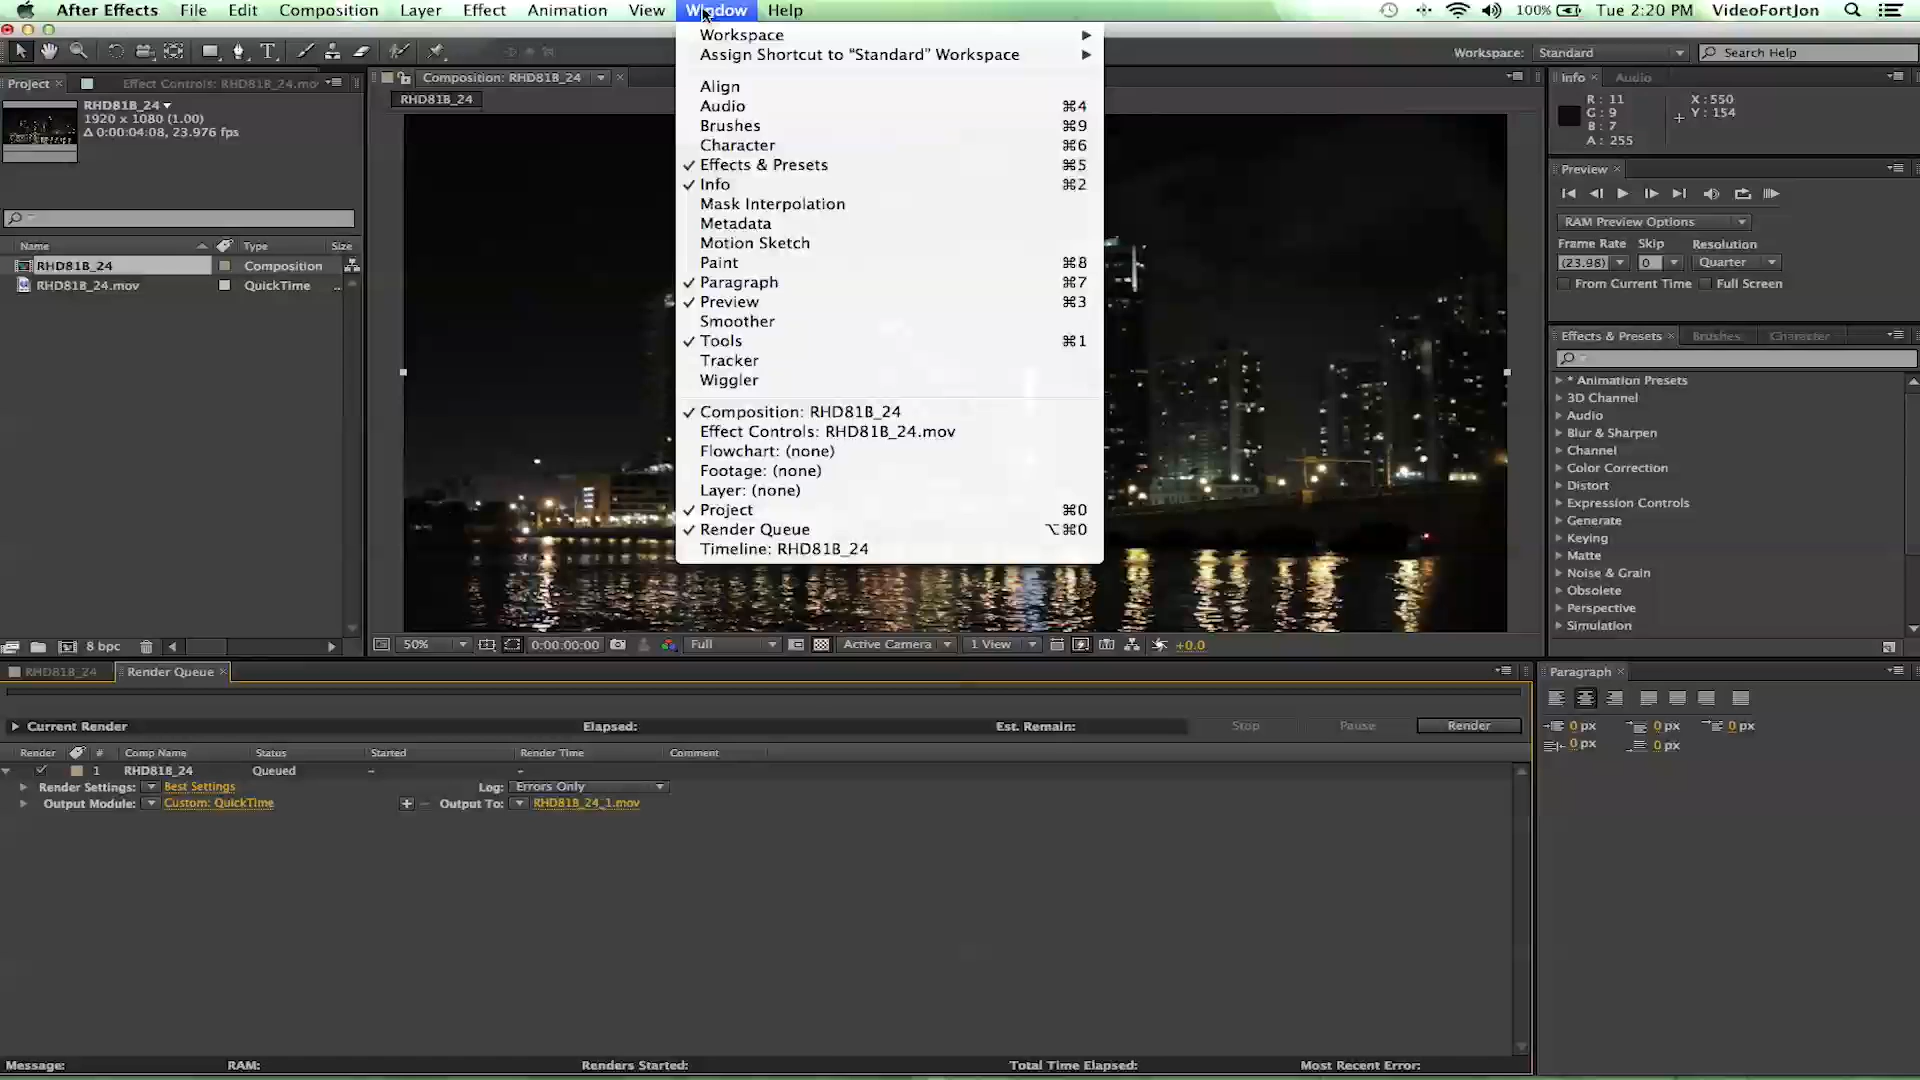 After Effects File Edit Composition Layer Effect Animation View Window Help 100% Tue 2:20 PM VideoFortJon
Workspace: Standard Search Help
Workspace
Assign Shortcut to “Standard” Workspace
Align
Audio ⌘4
Brushes ⌘9
Character ⌘6
✓ Effects & Presets ⌘5
✓ Info ⌘2
Mask Interpolation
Metadata
Motion Sketch
Paint ⌘8
✓ Paragraph ⌘7
✓ Preview ⌘3
Smoother
✓ Tools ⌘1
Tracker
Wiggler
✓ Composition: RHD81B_24
Effect Controls: RHD81B_24.mov
Flowchart: (none)
Footage: (none)
Layer: (none)
✓ Project ⌘0
✓ Render Queue ⌥⌘0
Timeline: RHD81B_24
Project Effect Controls: RHD81B_24.mo
RHD81B_24
1920 x 1080 (1.00)
Δ 0:00:04:08, 23.976 fps
Name Type Size
RHD81B_24 Composition
RHD81B_24.mov QuickTime ..
8 bpc
Composition: RHD81B_24
RHD81B_24
50% 0:00:00:00 Full Active Camera 1 View +0.0
Info Audio
R: 11 X: 550
G: 9 Y: 154
B: 7
A: 255
Preview
RAM Preview Options
Frame Rate Skip Resolution
(23.98) 0 Quarter
From Current Time Full Screen
Effects & Presets Brushes Character
* Animation Presets
3D Channel
Audio
Blur & Sharpen
Channel
Color Correction
Distort
Expression Controls
Generate
Keying
Matte
Noise & Grain
Obsolete
Perspective
Simulation
RHD81B_24 Render Queue
Current Render Elapsed: Est. Remain: Stop Pause Render
Render # Comp Name Status Started Render Time Comment
1 RHD81B_24 Queued – -
Render Settings: Best Settings Log: Errors Only
Output Module: Custom: QuickTime Output To: RHD81B_24_1.mov
Message: RAM: Renders Started: Total Time Elapsed: Most Recent Error:
Paragraph
0 px 0 px 0 px
0 px 0 px